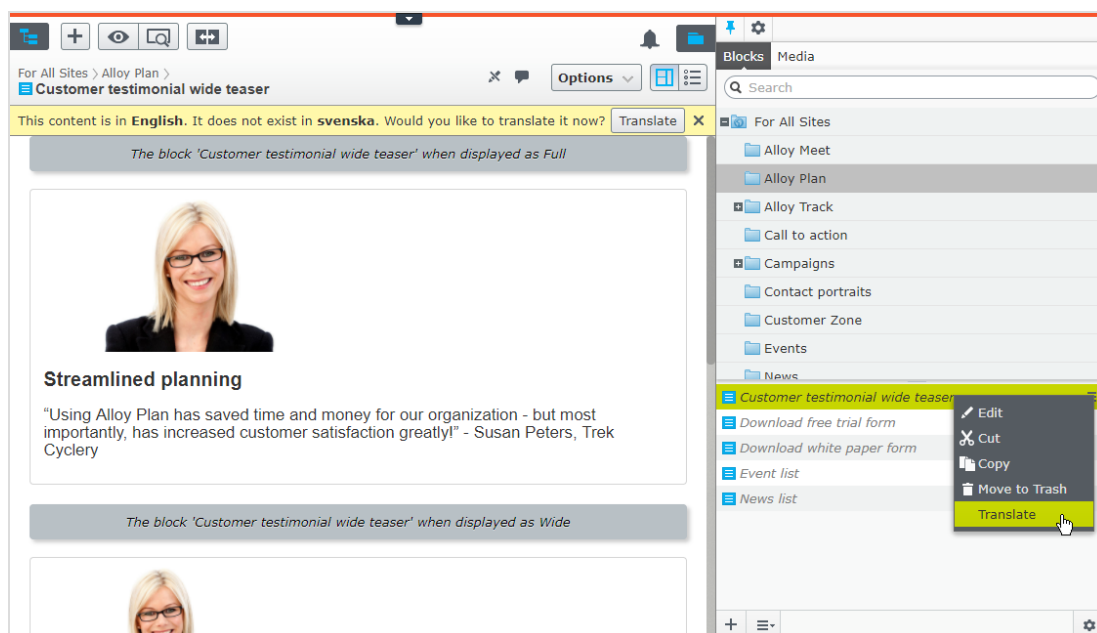 For All Sites > Alloy Plan >
Customer testimonial wide teaser
Options
This content is in English. It does not exist in svenska. Would you like to translate it now? Translate
The block 'Customer testimonial wide teaser' when displayed as Full
Streamlined planning
“Using Alloy Plan has saved time and money for our organization - but most
importantly, has increased customer satisfaction greatly!” - Susan Peters, Trek
Cyclery
The block 'Customer testimonial wide teaser' when displayed as Wide
Blocks Media
Search
For All Sites
Alloy Meet
Alloy Plan
Alloy Track
Call to action
Campaigns
Contact portraits
Customer Zone
Events
News
Customer testimonial wide teaser
Download free trial form
Download white paper form
Event list
News list
Edit
Cut
Copy
Move to Trash
Translate